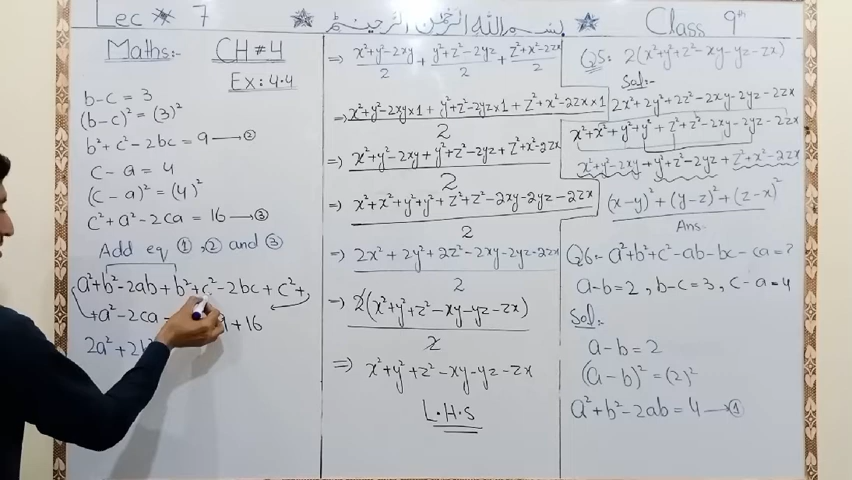 Lec * 7
بسم الله الرحمن الرحيم
Class 9th
Maths:- CH # 4
Ex: 4.4
b-c = 3
(b-c)² = (3)²
b²+c²-2bc = 9 → ②
c-a = 4
(c-a)² = (4)²
c²+a²-2ca = 16 → ③
Add eq ①,② and ③
a²+b²-2ab+b²+c²-2bc+c²+
+a²-2ca
+16
2a²+2b²
⇒ x²+y²-2xy/2 + y²+z²-2yz/2 + z²+x²-2zx/2
⇒ x²+y²-2xy×1 + y²+z²-2yz×1 + z²+x²-2zx×1/2
⇒ x²+y²-2xy+y²+z²-2yz+z²+x²-2zx/2
⇒ x²+x²+y²+y²+z²+z²-2xy-2yz-2zx/2
⇒ 2x²+2y²+2z²-2xy-2yz-2zx/2
⇒ 2(x²+y²+z²-xy-yz-zx)/2
⇒ x²+y²+z²-xy-yz-zx
L.H.S
Q5: 2(x²+y²+z²-xy-yz-zx)
Sol:-
2x²+2y²+2z²-2xy-2yz-2zx
x²+x²+y²+y²+z²+z²-2xy-2yz-2zx
x²+y²-2xy+y²+z²-2yz+z²+x²-2zx
(x-y)²+(y-z)²+(z-x)²
Ans-
Q6:- a²+b²+c²-ab-bc-ca=?
a-b=2, b-c=3, c-a=4
Sol:-
a-b=2
(a-b)²=(2)²
a²+b²-2ab=4 → ①